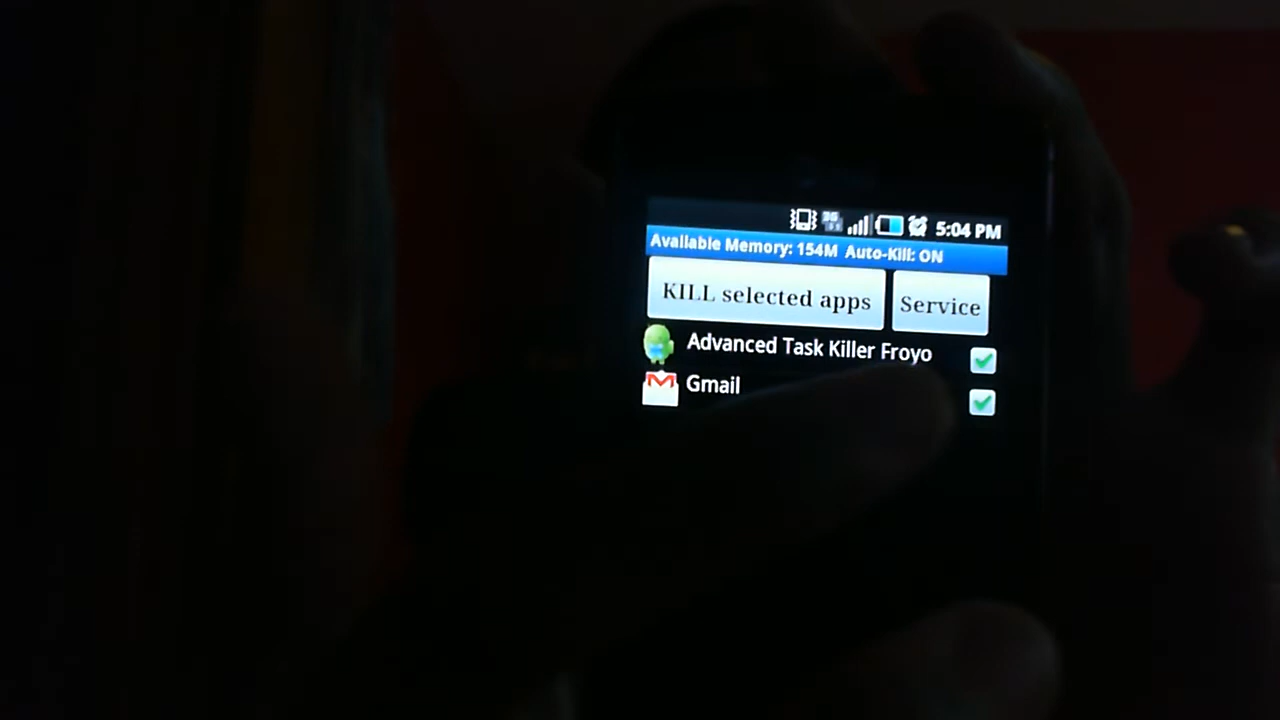 5:04 PM
Available Memory: 154M Auto-Kill: ON
KILL selected apps Service
Advanced Task Killer Froyo
Gmail